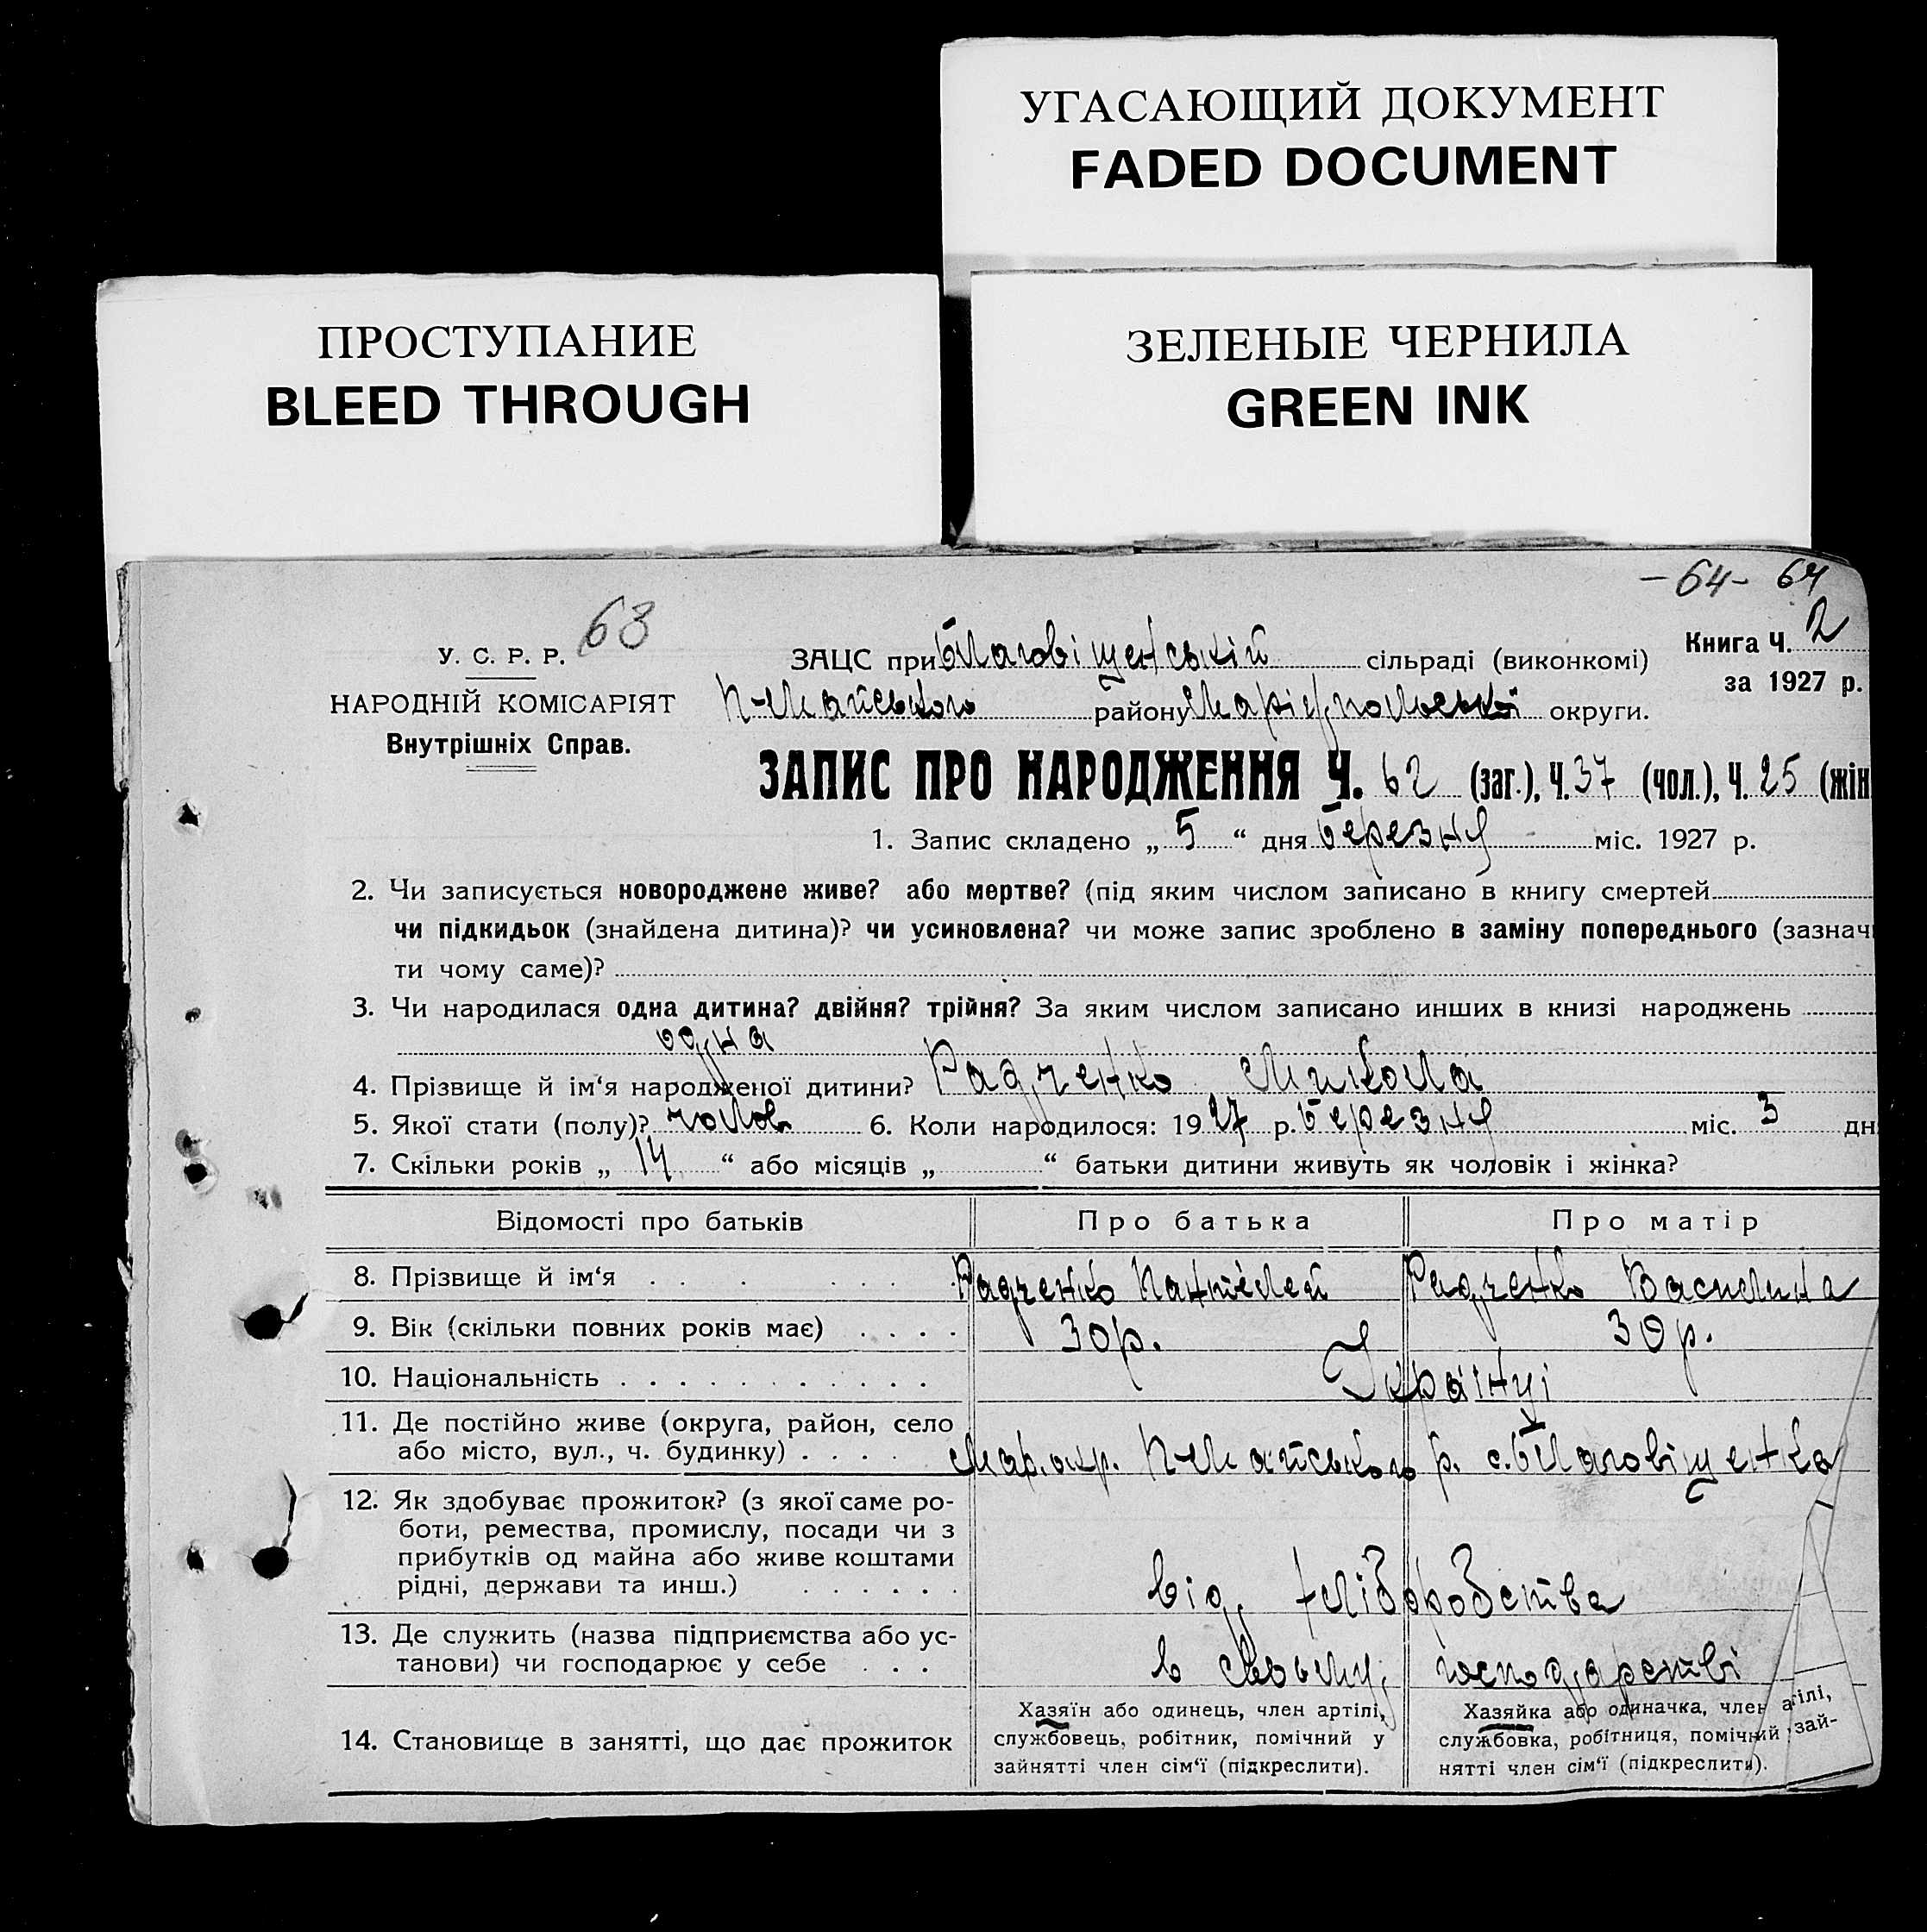 УГАСАЮЩИЙ ДОКУМЕНТ
FADED DOCUMENT
ПРОСТУПАНИЕ
BLEED THROUGH
ЗЕЛЕНЫЕ ЧЕРНИЛА
GREEN INK
-64- 64
68
У. С. Р. Р.
НАРОДНІЙ КОМІСАРІЯТ
Внутрішніх Справ.
ЗАЦС при Благовіщенській сільраді (виконкомі)
Книга Ч. 2
за 1927 р.
П-Майського району Маріупольської округи.
ЗАПИС ПРО НАРОДЖЕННЯ Ч. 62 (заг.), Ч. 37 (чол.), Ч. 25 (жін
1. Запис складено „ 5 “ дня березня міс. 1927 р.
2. Чи записується новороджене живе? або мертве? (під яким числом записано в книгу смертей
чи підкидьок (знайдена дитина)? чи усиновлена? чи може запис зроблено в заміну попереднього (зазначи
ти чому саме)?
3. Чи народилася одна дитина? двійня? трійня? За яким числом записано инших в книзі народжень
одна
4. Прізвище й ім‘я народженої дитини? Радченко Микола
5. Якої стати (полу)? чолов. 6. Коли народилося: 1927 р. березня міс. 3 дн
7. Скільки років „ 14 “ або місяців „ “ батьки дитини живуть як чоловік і жінка?
Відомості про батьків Про батька Про матір
8. Прізвище й ім‘я . . . . . . . Радченко Пантелей Радченко Василина
9. Вік (скільки повних років має) . . . . 30р. 30р.
10. Національність . . . . . . . . . . . . Українці
11. Де постійно живе (округа, район, село
або місто, вул., ч. будинку) . . . . . Мар. окр. П-Майського р. с. Благовіщенка
12. Як здобуває прожиток? (з якої саме ро-
боти, ремества, промислу, посади чи з
прибутків од майна або живе коштами
рідні, держави та инш.) . . . . . . від хліборобства
13. Де служить (назва підприємства або ус-
танови) чи господарює у себе . . . в своєму господарстві
14. Становище в занятті, що дає прожиток
Хазяїн або одинець, член артілі,
службовець, робітник, помічний у
зайнятті член сім‘ї (підкреслити).
Хазяйка або одиначка, член а тілі,
службовка, робітниця, помічний зай-
нятті член сім‘ї (підкреслити).